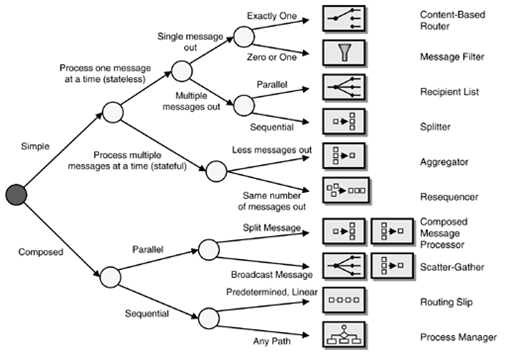 Exactly One
Content-Based
Router
Single message
out
Zero or One
Message Filter
Process one message
at a time (stateless)
Parallel
Recipient List
Multiple
messages out
Sequential
Splitter
Simple
Process multiple
messages at a time (stateful)
Less messages out
Aggregator
Same number
of messages out
Resequencer
Composed
Parallel
Split Message
Composed
Message
Processor
Broadcast Message
Scatter-Gather
Sequential
Predetermined, Linear
Routing Slip
Any Path
Process Manager